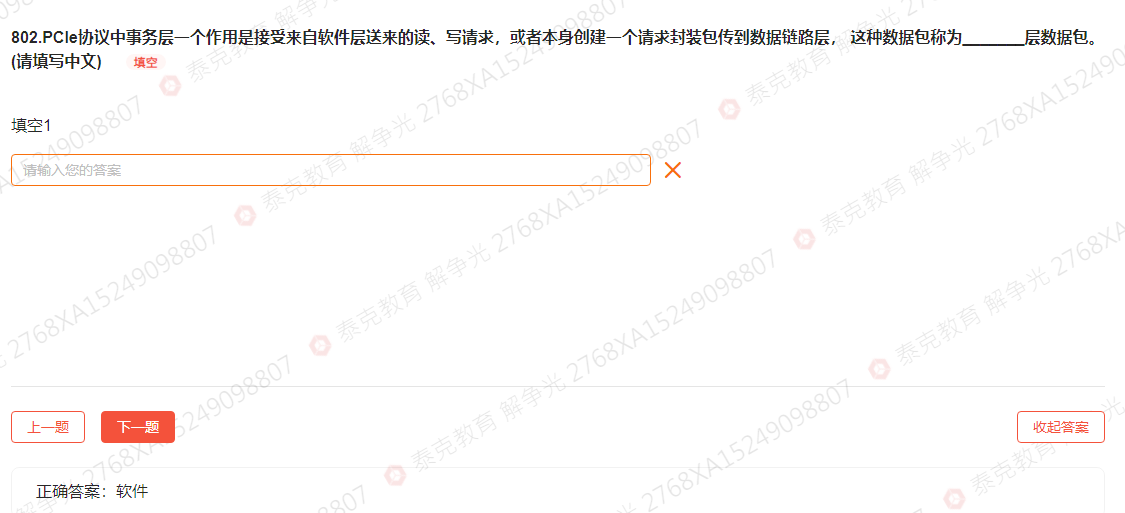 802.PCIe协议中事务层一个作用是接受来自软件层送来的读、写请求，或者本身创建一个请求封装包传到数据链路层， 这种数据包称为________层数据包。
(请填写中文) 填空
填空1
请输入您的答案
上一题 下一题 收起答案
正确答案：软件
泰克教育 解争光 2768XA15249098807